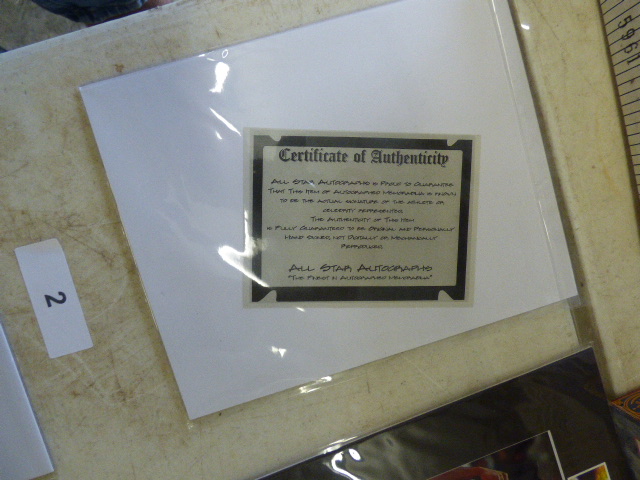 Certificate of Authenticity
All Star Autographs is Proud to Guarantee
That This Item of Autographed Memorabilia is known
to be the actual signature of the athlete or
celebrity represented.
The Authenticity of This Item
is Fully Guaranteed to be Original and Personally
Hand Signed, not Digitally or Mechanically
Reproduced.
All Star Autographs
"The Finest in Autographed Memorabilia"
2